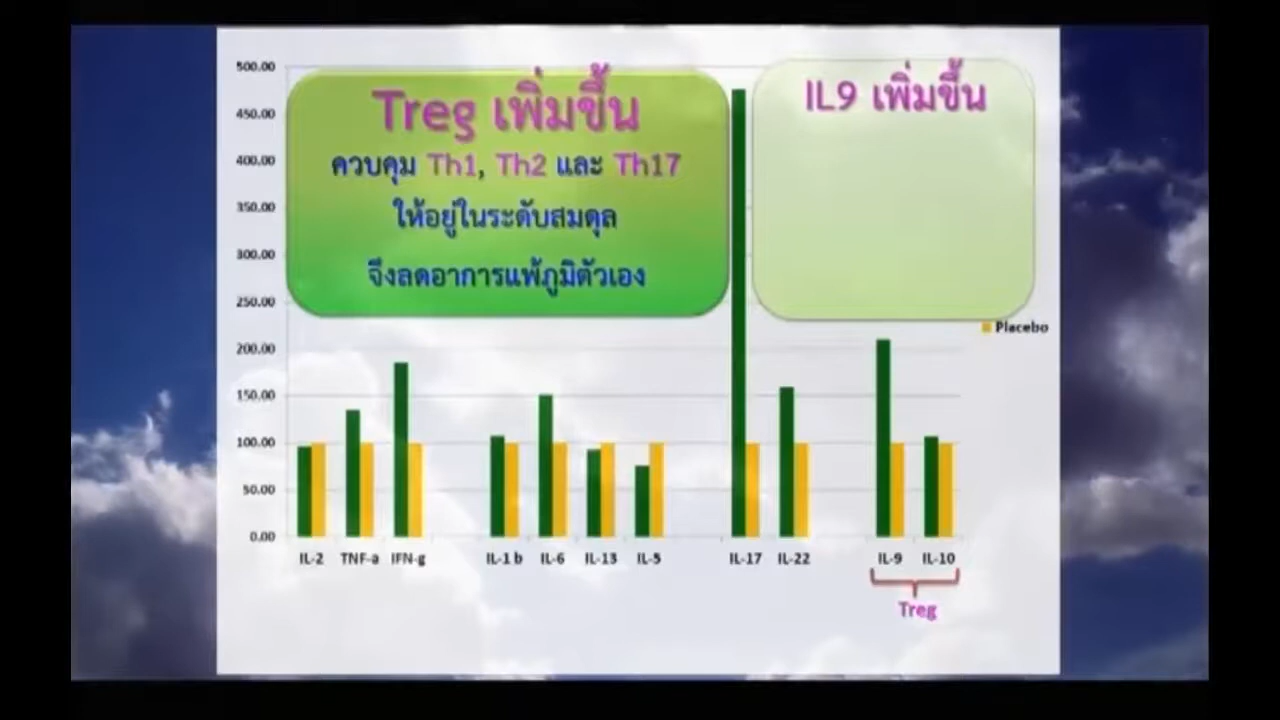 Treg เพิ่มขึ้น
ควบคุม Th1, Th2 และ Th17
ให้อยู่ในระดับสมดุล
จึงลดอาการแพ้ภูมิตัวเอง
IL9 เพิ่มขึ้น
500.00
450.00
400.00
350.00
300.00
250.00
200.00
150.00
100.00
50.00
0.00
Placebo
IL-2 TNF-a IFN-g IL-1 b IL-6 IL-13 IL-5 IL-17 IL-22 IL-9 IL-10
Treg